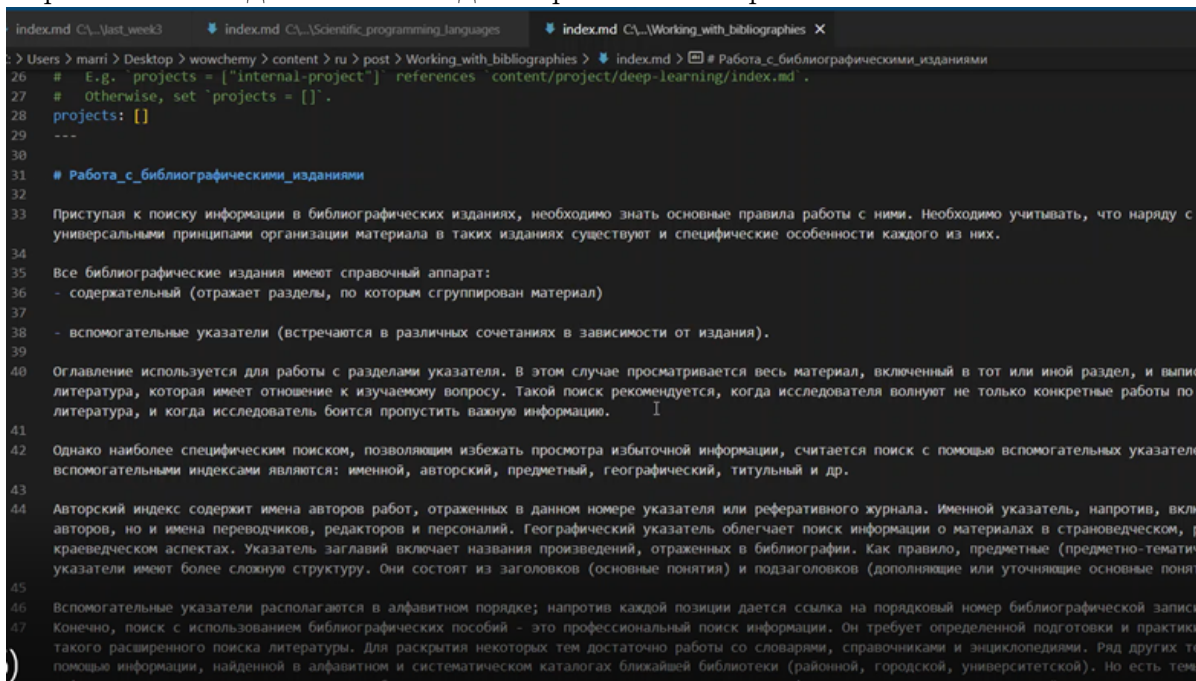 index.md C:\...\last_week3 index.md C:\...\Scientific_programming_languages index.md C:\...\Working_with_bibliographies X
: > Users > marri > Desktop > wowchemy > content > ru > post > Working_with_bibliographies > index.md > # Работа_с_библиографическими_изданиями
26 # E.g. `projects = ["internal-project"]` references `content/project/deep-learning/index.md`.
27 # Otherwise, set `projects = []`.
28 projects: []
29 ---
30
31 # Работа_с_библиографическими_изданиями
32
33 Приступая к поиску информации в библиографических изданиях, необходимо знать основные правила работы с ними. Необходимо учитывать, что наряду с
универсальными принципами организации материала в таких изданиях существуют и специфические особенности каждого из них.
34
35 Все библиографические издания имеют справочный аппарат:
36 - содержательный (отражает разделы, по которым сгруппирован материал)
37
38 - вспомогательные указатели (встречаются в различных сочетаниях в зависимости от издания).
39
40 Оглавление используется для работы с разделами указателя. В этом случае просматривается весь материал, включенный в тот или иной раздел, и выпис
литература, которая имеет отношение к изучаемому вопросу. Такой поиск рекомендуется, когда исследователя волнуют не только конкретные работы по
литература, и когда исследователь боится пропустить важную информацию.
41
42 Однако наиболее специфическим поиском, позволяющим избежать просмотра избыточной информации, считается поиск с помощью вспомогательных указателе
вспомогательными индексами являются: именной, авторский, предметный, географический, титульный и др.
43
44 Авторский индекс содержит имена авторов работ, отраженных в данном номере указателя или реферативного журнала. Именной указатель, напротив, вклю
авторов, но и имена переводчиков, редакторов и персоналий. Географический указатель облегчает поиск информации о материалах в страноведческом, р
краеведческом аспектах. Указатель заглавий включает названия произведений, отраженных в библиографии. Как правило, предметные (предметно-тематич
указатели имеют более сложную структуру. Они состоят из заголовков (основные понятия) и подзаголовков (дополняющие или уточняющие основные понят
45
46 Вспомогательные указатели располагаются в алфавитном порядке; напротив каждой позиции дается ссылка на порядковый номер библиографической запис
47 Конечно, поиск с использованием библиографических пособий - это профессиональный поиск информации. Он требует определенной подготовки и практик
такого расширенного поиска литературы. Для раскрытия некоторых тем достаточно работы со словарями, справочниками и энциклопедиями. Ряд других т
помощью информации, найденной в алфавитном и систематическом каталогах ближайшей библиотеки (районной, городской, университетской). Но есть тем